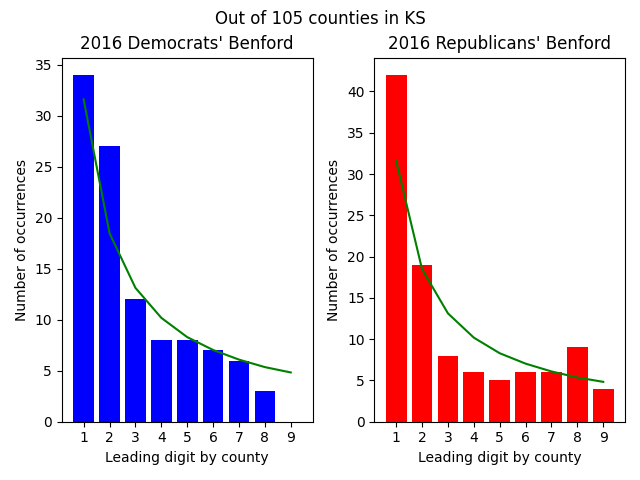 Out of 105 counties in KS
2016 Democrats' Benford
35
30
25
20
15
10
5
0
Number of occurrences
1 2 3 4 5 6 7 8 9
Leading digit by county
2016 Republicans' Benford
40
35
30
25
20
15
10
5
0
Number of occurrences
1 2 3 4 5 6 7 8 9
Leading digit by county